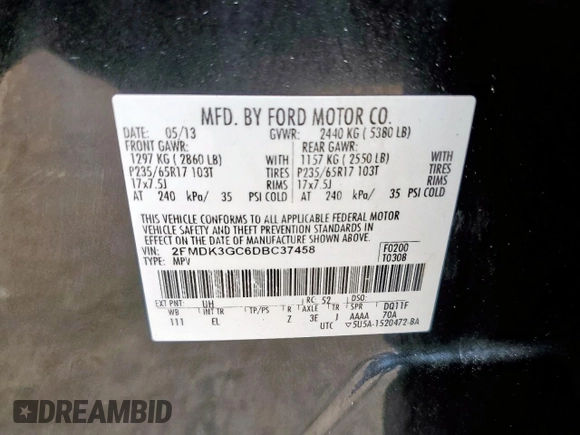 MFD. BY FORD MOTOR CO.
DATE: 05/13 GVWR: 2440 KG ( 5380 LB)
FRONT GAWR: REAR GAWR:
1297 KG ( 2860 LB) WITH 1157 KG ( 2550 LB) WITH
P235/65R17 103T TIRES P235/65R17 103T TIRES
17x7.5J RIMS 17x7.5J RIMS
AT 240 kPa/ 35 PSI COLD AT 240 kPa/ 35 PSI COLD
THIS VEHICLE CONFORMS TO ALL APPLICABLE FEDERAL MOTOR
VEHICLE SAFETY AND THEFT PREVENTION STANDARDS IN
EFFECT ON THE DATE OF MANUFACTURE SHOWN ABOVE.
VIN: 2FMDK3GC6DBC37458 F0200
TYPE: MPV T0308
EXT PNT: UH RC: 52 DSO:
WB INT TR TP/PS R AXLE TR SPR DQ11F
111 EL Z 3E J AAAA 70A
UTC ▽5U5A-1520472-BA
DREAMBID